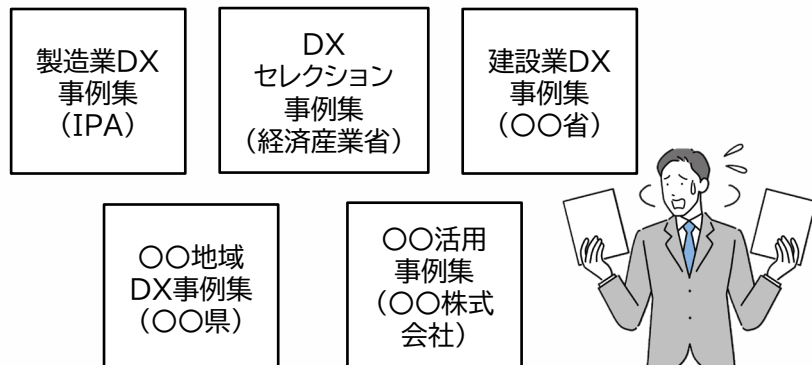 製造業DX
事例集
（IPA）
DX
セレクション
事例集
（経済産業省）
建設業DX
事例集
（〇〇省）
〇〇地域
DX事例集
（〇〇県）
〇〇活用
事例集
（〇〇株式
会社）